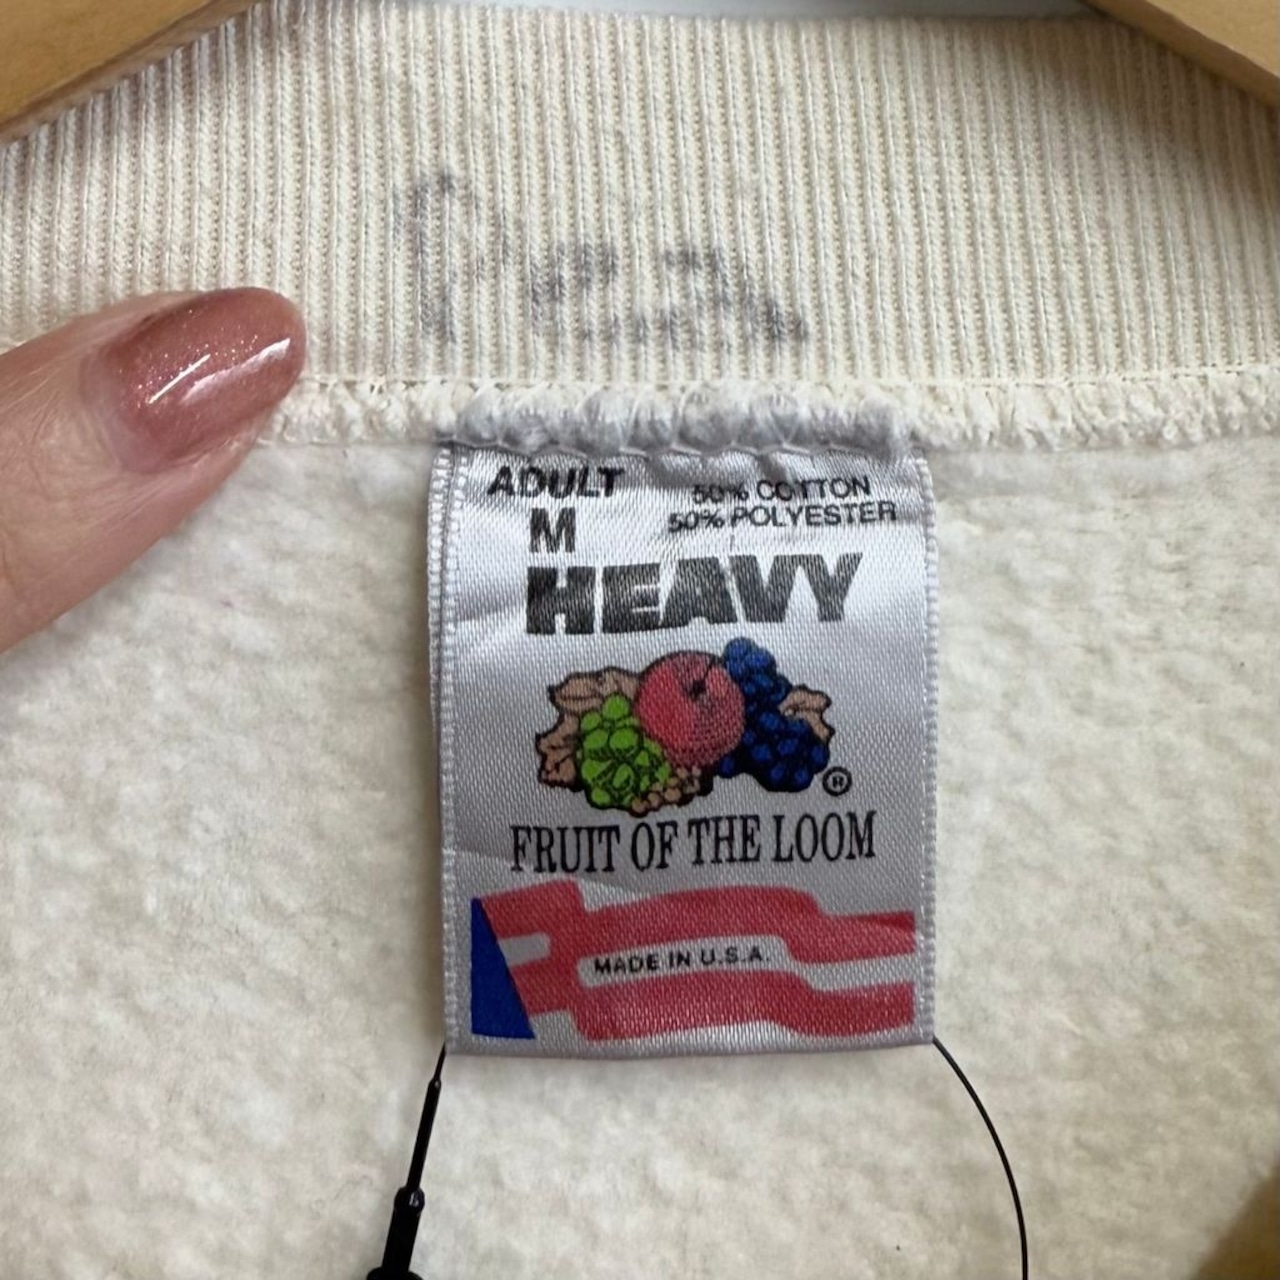 ADULT
M
50% COTTON
50% POLYESTER
HEAVY
®
FRUIT OF THE LOOM
MADE IN U.S.A.